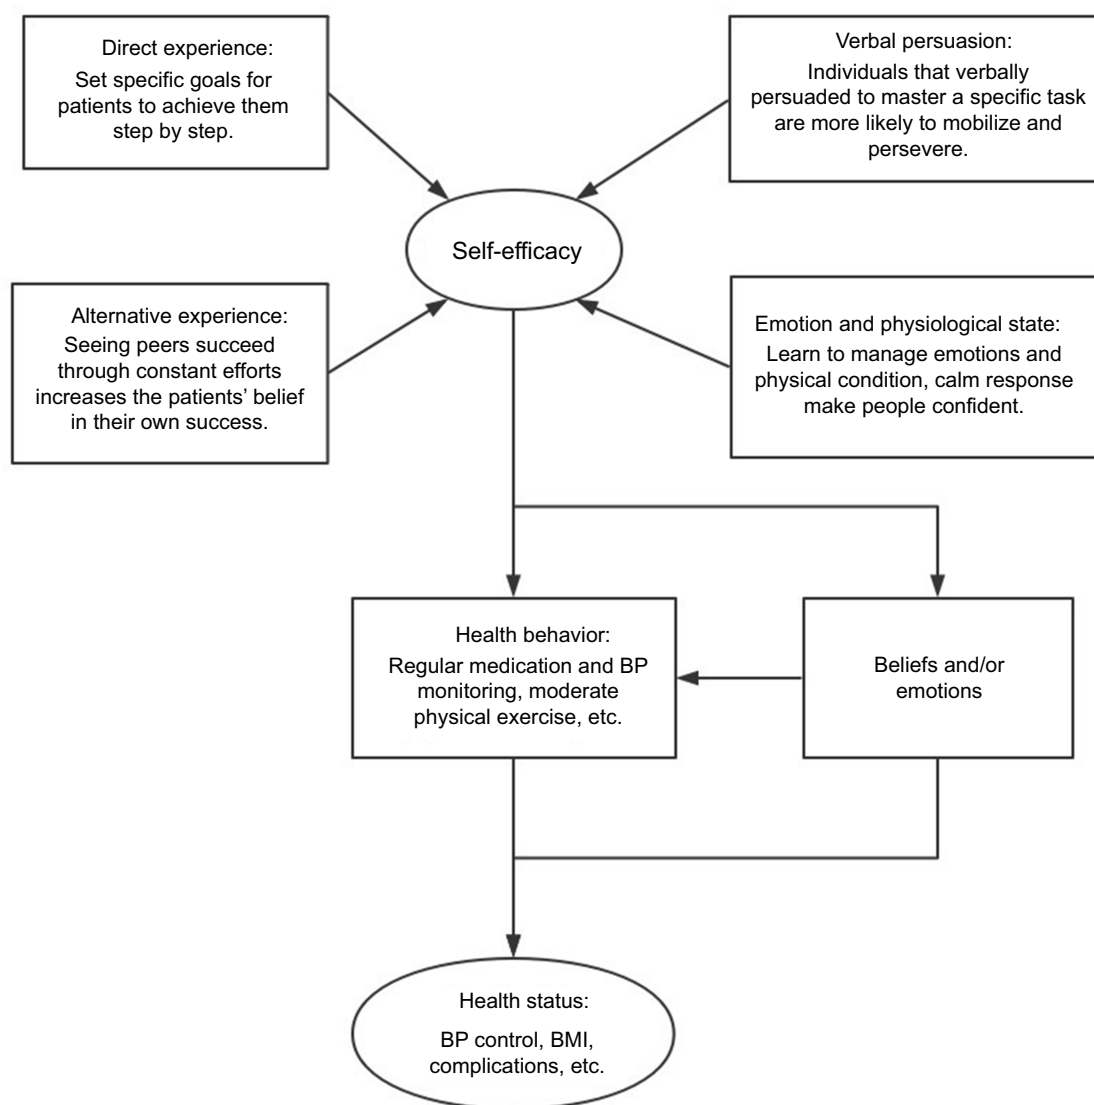 Direct experience:
Set specific goals for
patients to achieve them
step by step.
Verbal persuasion:
Individuals that verbally
persuaded to master a specific task
are more likely to mobilize and
persevere.
Self-efficacy
Alternative experience:
Seeing peers succeed
through constant efforts
increases the patients’ belief
in their own success.
Emotion and physiological state:
Learn to manage emotions and
physical condition, calm response
make people confident.
Health behavior:
Regular medication and BP
monitoring, moderate
physical exercise, etc.
Beliefs and/or
emotions
Health status:
BP control, BMI,
complications, etc.